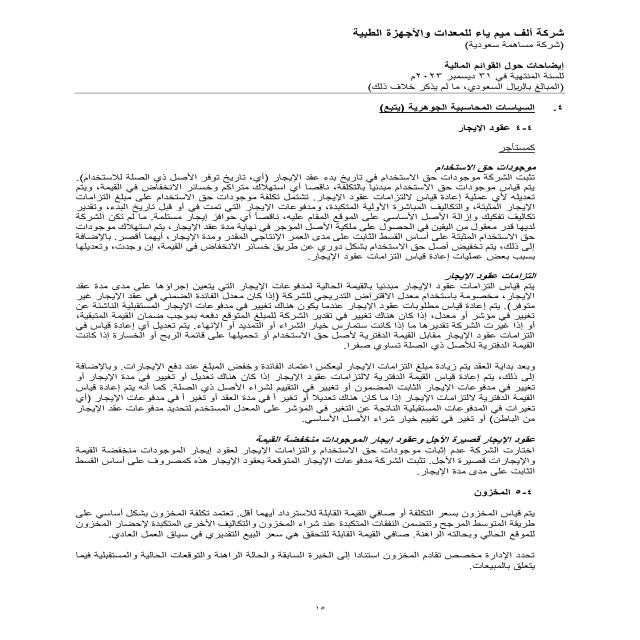 شركة ألف ميم ياء للمعدات والأجهزة الطبية
(شركة مساهمة سعودية)
إيضاحات حول القوائم المالية
للسنة المنتهية في ٣١ ديسمبر ٢٠٢٣م
(المبالغ بالريال السعودي، ما لم يذكر خلاف ذلك)
٤. السياسات المحاسبية الجوهرية (يتبع)
٤-٤ عقود الإيجار
كمستأجر
موجودات حق الاستخدام
تثبت الشركة موجودات حق الاستخدام في تاريخ بدء عقد الإيجار (أي، تاريخ توفر الأصل ذي الصلة للاستخدام).
يتم قياس موجودات حق الاستخدام مبدئياً بالتكلفة، ناقصاً أي استهلاك متراكم وخسائر الانخفاض في القيمة، ويتم
تعديله لأي عملية إعادة قياس لالتزامات عقود الإيجار. تشتمل تكلفة موجودات حق الاستخدام على مبلغ التزامات
الإيجار المثبتة، والتكاليف المباشرة الأولية المتكبدة، ومدفوعات الإيجار التي تمت في أو قبل تاريخ البدء، وتقدير
تكاليف تفكيك وإزالة الأصل الأساسي على الموقع المقام عليه، ناقصاً أي حوافز إيجار مستلمة. ما لم تكن الشركة
لديها قدر معقول من اليقين في الحصول على ملكية الأصل المؤجر في نهاية مدة عقد الإيجار، يتم استهلاك موجودات
حق الاستخدام المثبتة على أساس القسط الثابت على مدى العمر الإنتاجي المقدر ومدة الإيجار، أيهما أقصر. بالإضافة
إلى ذلك، يتم تخفيض أصل حق الاستخدام بشكل دوري عن طريق خسائر الانخفاض في القيمة، إن وجدت، وتعديلها
بسبب بعض عمليات إعادة قياس التزامات عقود الإيجار.
التزامات عقود الإيجار
يتم قياس التزامات عقود الإيجار مبدئيا بالقيمة الحالية لمدفوعات الإيجار التي يتعين إجراؤها على مدى مدة عقد
الإيجار، مخصومة باستخدام معدل الاقتراض التدريجي للشركة (إذا كان معدل الفائدة الضمني في عقد الإيجار غير
متوفر). يتم إعادة قياس مطلوبات عقود الإيجار عندما يكون هناك تغيير في مدفوعات الإيجار المستقبلية الناشئة عن
تغيير في مؤشر أو معدل، إذا كان هناك تغيير في تقدير الشركة للمبلغ المتوقع دفعه بموجب ضمان القيمة المتبقية،
أو إذا غيرت الشركة تقديرها ما إذا كانت ستمارس خيار الشراء أو التمديد أو الإنهاء. يتم تعديل أي إعادة قياس في
التزامات عقود الإيجار مقابل القيمة الدفترية لأصل حق الاستخدام أو تحميلها على قائمة الربح أو الخسارة إذا كانت
القيمة الدفترية للأصل ذي الصلة تساوي صفرا.
وبعد بداية العقد يتم زيادة مبلغ التزامات الإيجار ليعكس اعتماد الفائدة وخفض المبلغ عند دفع الإيجارات. وبالإضافة
إلى ذلك، يتم إعادة قياس القيمة الدفترية لالتزامات عقود الإيجار إذا كان هناك تعديل أو تغيير في مدة الإيجار أو
تغيير في مدفوعات الإيجار الثابت المضمون أو تغيير في التقييم لشراء الأصل ذي الصلة. كما أنه يتم إعادة قياس
القيمة الدفترية لالتزامات الإيجار إذا ما كان هناك تعديلا أو تغير أ في مدة العقد أو تغير أ في مدفوعات الإيجار (أي
تغيرات في المدفوعات المستقبلية الناتجة عن التغير في المؤشر على المعدل المستخدم لتحديد مدفوعات عقد الإيجار
من الباطن) أو تغير في تقييم خيار شراء الأصل الأساسي.
عقود الإيجار قصيرة الأجل وعقود إيجار الموجودات منخفضة القيمة
اختارت الشركة عدم إثبات موجودات حق الاستخدام والتزامات الإيجار لعقود إيجار الموجودات منخفضة القيمة
والإيجارات قصيرة الأجل. تثبت الشركة مدفوعات الإيجار المتوقعة بعقود الإيجار هذه كمصروف على أساس القسط
الثابت على مدى مدة الإيجار.
٤-٥ المخزون
يتم قياس المخزون بسعر التكلفة أو صافي القيمة القابلة للاسترداد أيهما أقل. تعتمد تكلفة المخزون بشكل أساسي على
طريقة المتوسط المرجح وتتضمن النفقات المتكبدة عند شراء المخزون والتكاليف الأخرى المتكبدة لإحضار المخزون
للموقع الحالي وبحالته الراهنة. صافي القيمة القابلة للتحقق هي سعر البيع التقديري في سياق العمل العادي.
تحدد الإدارة مخصص تقادم المخزون استنادا إلى الخبرة السابقة والحالة الراهنة والتوقعات الحالية والمستقبلية فيما
يتعلق بالمبيعات.
١٥